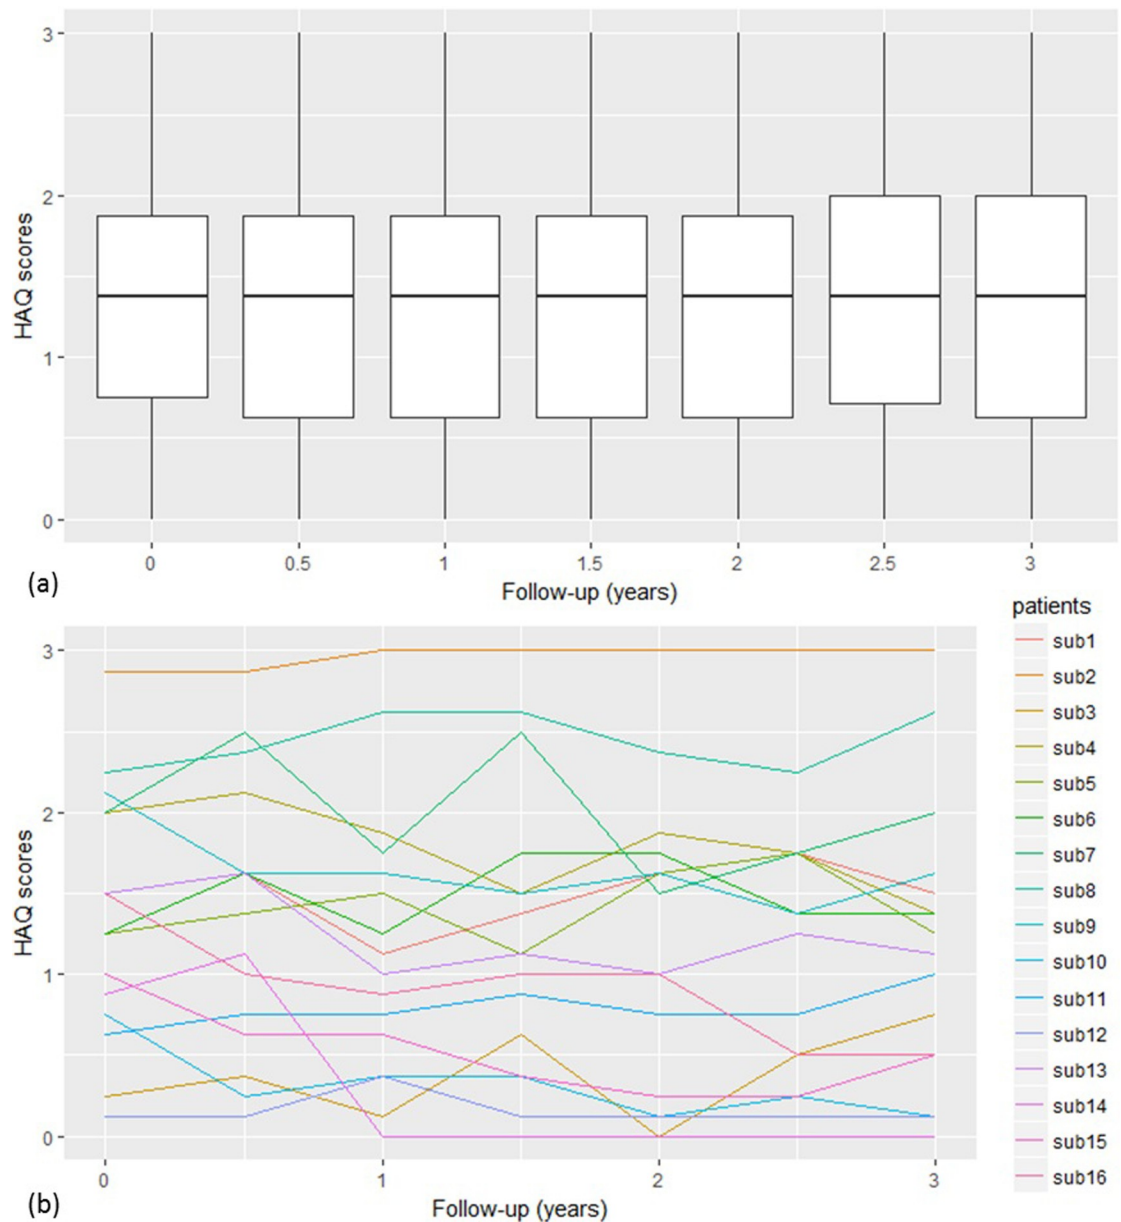 3
2
1
0
HAQ scores
0 0.5 1 1.5 2 2.5 3
Follow-up (years)
(a)
patients
sub1
sub2
sub3
sub4
sub5
sub6
sub7
sub8
sub9
sub10
sub11
sub12
sub13
sub14
sub15
sub16
3
2
1
0
HAQ scores
0 1 2 3
Follow-up (years)
(b)